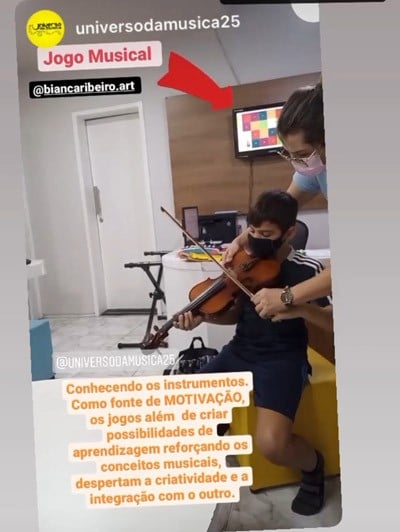 UNIVERSO
universodamusica25
Jogo Musical
@biancaribeiro.art
@UNIVERSODAMUSICA25
Conhecendo os instrumentos.
Como fonte de MOTIVAÇÃO,
os jogos além de criar
possibilidades de
aprendizagem reforçando os
conceitos musicais,
despertam a criatividade e a
integração com o outro.